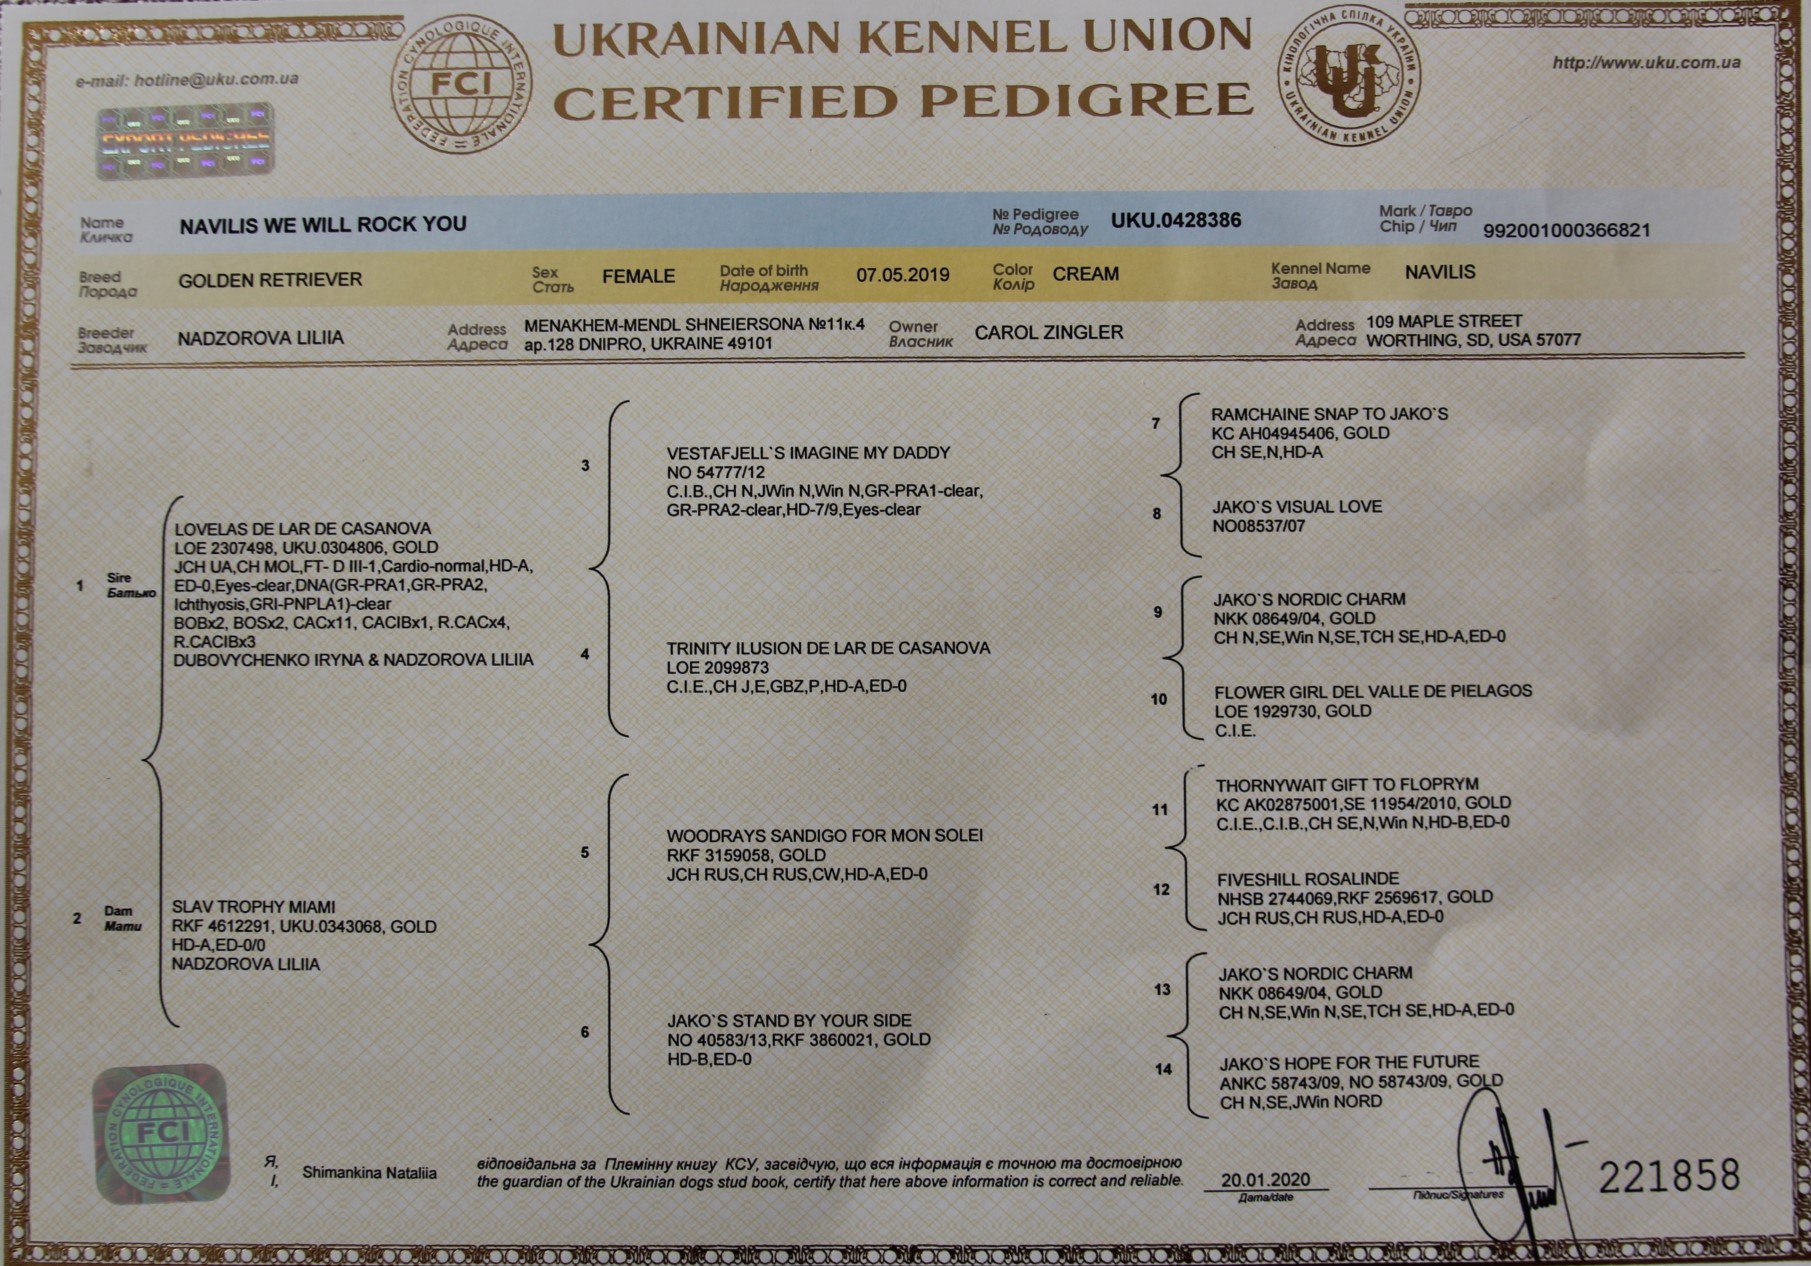 UKRAINIAN KENNEL UNION
CERTIFIED PEDIGREE
e-mail: hotline@uku.com.ua
http://www.uku.com.ua
FEDERATION CYNOLOGIQUE INTERNATIONALE
FCI
КІНОЛОГІЧНА СПІЛКА УКРАЇНИ
UKRAINIAN KENNEL UNION
EXPORT PEDIGREE
Name NAVILIS WE WILL ROCK YOU № Pedigree UKU.0428386 Mark / Тавро 992001000366821
Кличка № Родоводу Chip / Чип
Breed GOLDEN RETRIEVER Sex FEMALE Date of birth 07.05.2019 Color CREAM Kennel Name NAVILIS
Порода Стать Народження Колір Завод
Breeder NADZOROVA LILIIA Address MENAKHEM-MENDL SHNEIERSONA №11к.4 Owner CAROL ZINGLER Address 109 MAPLE STREET
Заводчик Адреса ap.128 DNIPRO, UKRAINE 49101 Власник Адреса WORTHING, SD, USA 57077
1 Sire
Батько
LOVELAS DE LAR DE CASANOVA
LOE 2307498, UKU.0304806, GOLD
JCH UA,CH MOL,FT- D III-1,Cardio-normal,HD-A,
ED-0,Eyes-clear,DNA(GR-PRA1,GR-PRA2,
Ichthyosis,GRI-PNPLA1)-clear
BOBx2, BOSx2, CACx11, CACIBx1, R.CACx4,
R.CACIBx3
DUBOVYCHENKO IRYNA & NADZOROVA LILIIA
2 Dam
Мати
SLAV TROPHY MIAMI
RKF 4612291, UKU.0343068, GOLD
HD-A,ED-0/0
NADZOROVA LILIIA
3
VESTAFJELL`S IMAGINE MY DADDY
NO 54777/12
C.I.B.,CH N,JWin N,Win N,GR-PRA1-clear,
GR-PRA2-clear,HD-7/9,Eyes-clear
4
TRINITY ILUSION DE LAR DE CASANOVA
LOE 2099873
C.I.E.,CH J,E,GBZ,P,HD-A,ED-0
5
WOODRAYS SANDIGO FOR MON SOLEI
RKF 3159058, GOLD
JCH RUS,CH RUS,CW,HD-A,ED-0
6
JAKO`S STAND BY YOUR SIDE
NO 40583/13,RKF 3860021, GOLD
HD-B,ED-0
7
RAMCHAINE SNAP TO JAKO`S
KC AH04945406, GOLD
CH SE,N,HD-A
8
JAKO`S VISUAL LOVE
NO08537/07
9
JAKO`S NORDIC CHARM
NKK 08649/04, GOLD
CH N,SE,Win N,SE,TCH SE,HD-A,ED-0
10
FLOWER GIRL DEL VALLE DE PIELAGOS
LOE 1929730, GOLD
C.I.E.
11
THORNYWAIT GIFT TO FLOPRYM
KC AK02875001,SE 11954/2010, GOLD
C.I.E.,C.I.B.,CH SE,N,Win N,HD-B,ED-0
12
FIVESHILL ROSALINDE
NHSB 2744069,RKF 2569617, GOLD
JCH RUS,CH RUS,HD-A,ED-0
13
JAKO`S NORDIC CHARM
NKK 08649/04, GOLD
CH N,SE,Win N,SE,TCH SE,HD-A,ED-0
14
JAKO`S HOPE FOR THE FUTURE
ANKC 58743/09, NO 58743/09, GOLD
CH N,SE,JWin NORD
FEDERATION CYNOLOGIQUE INTERNATIONALE
FCI
Я, Shimankina Nataliia відповідальна за Племінну книгу КСУ, засвідчую, що вся інформація є точною та достовірною
I, the guardian of the Ukrainian dogs stud book, certify that here above information is correct and reliable.
20.01.2020
Дата/date
Підпис/Signatures
221858